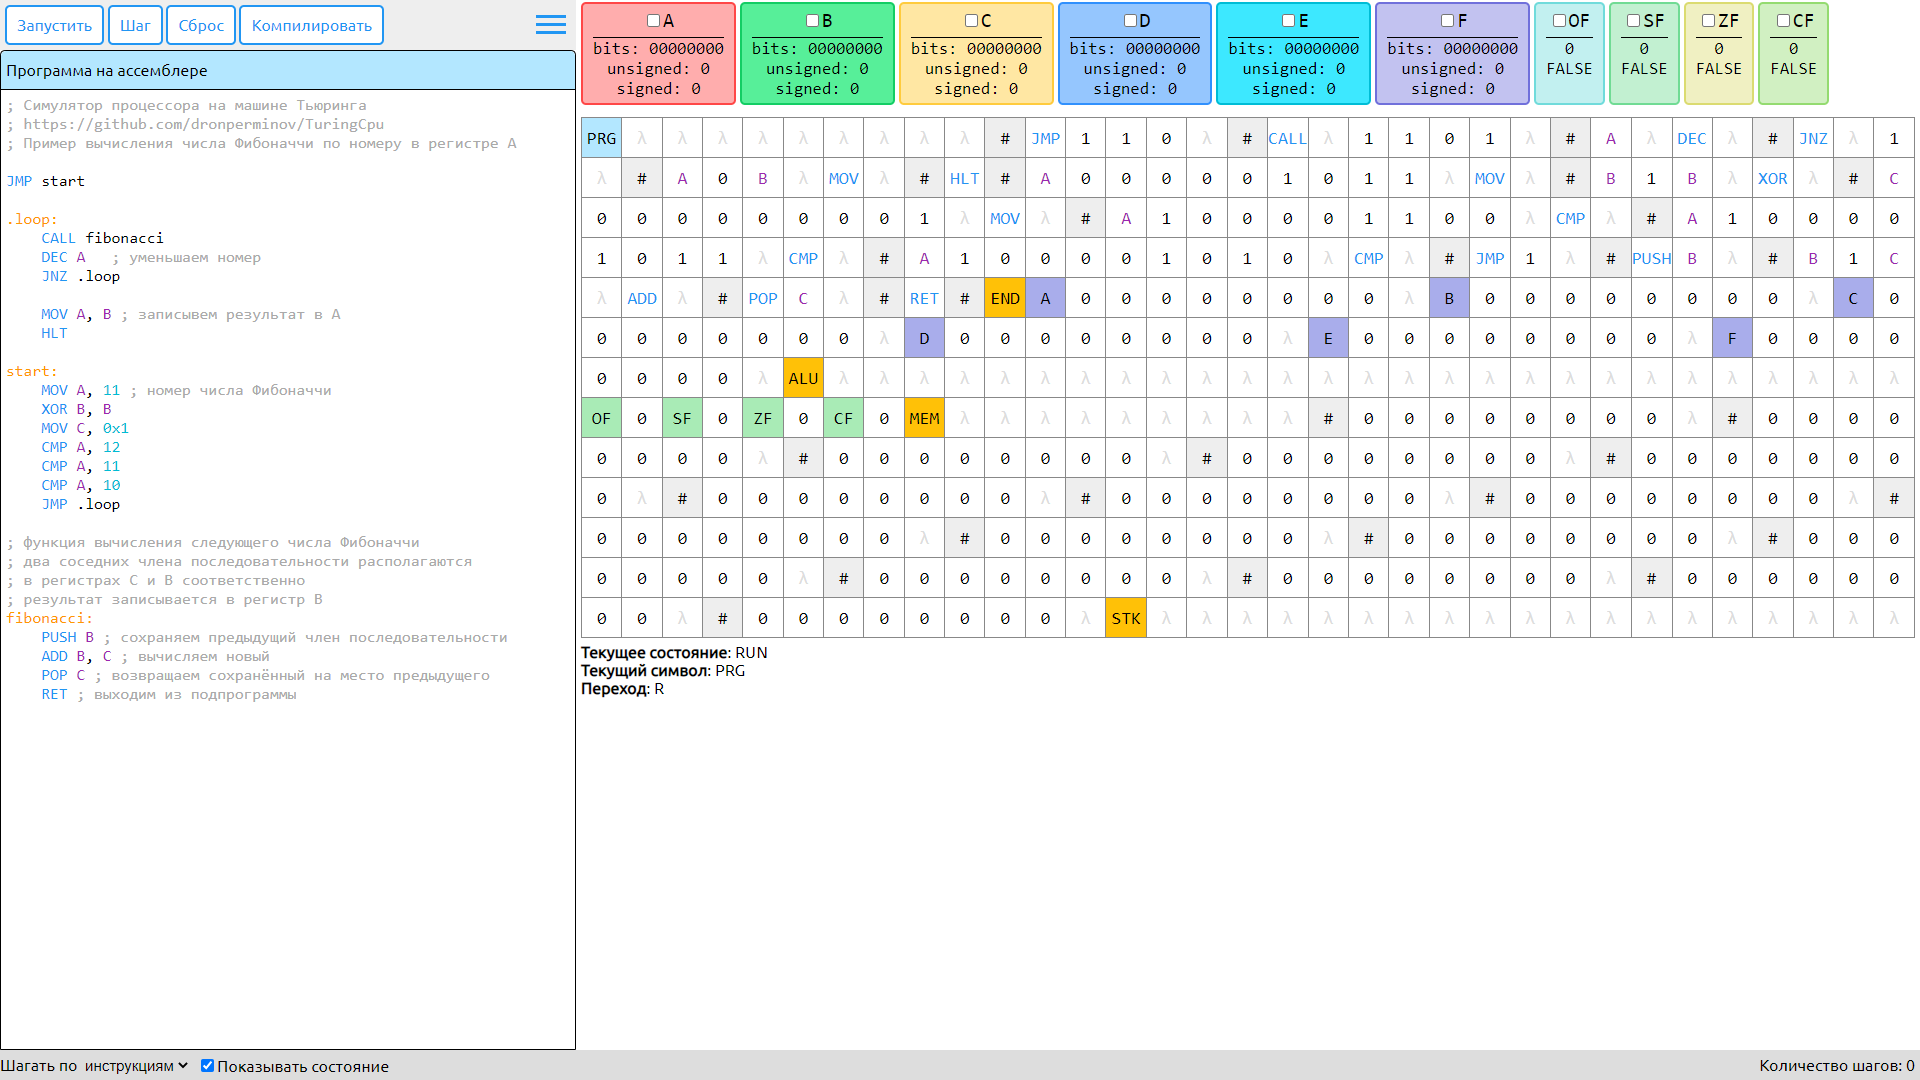 Запустить Шаг Сброс Компилировать
Программа на ассемблере
; Симулятор процессора на машине Тьюринга
; https://github.com/dronperminov/TuringCpu
; Пример вычисления числа Фибоначчи по номеру в регистре A
JMP start
.loop:
CALL fibonacci
DEC A ; уменьшаем номер
JNZ .loop
MOV A, B ; записывем результат в A
HLT
start:
MOV A, 11 ; номер числа Фибоначчи
XOR B, B
MOV C, 0x1
CMP A, 12
CMP A, 11
CMP A, 10
JMP .loop
; функция вычисления следующего числа Фибоначчи
; два соседних члена последовательности располагаются
; в регистрах C и B соответственно
; результат записывается в регистр B
fibonacci:
PUSH B ; сохраняем предыдущий член последовательности
ADD B, C ; вычисляем новый
POP C ; возвращаем сохранённый на место предыдущего
RET ; выходим из подпрограммы
A B C D E F OF SF ZF CF
bits: 00000000 bits: 00000000 bits: 00000000 bits: 00000000 bits: 00000000 bits: 00000000 0 0 0 0
unsigned: 0 unsigned: 0 unsigned: 0 unsigned: 0 unsigned: 0 unsigned: 0 FALSE FALSE FALSE FALSE
signed: 0 signed: 0 signed: 0 signed: 0 signed: 0 signed: 0
PRG λ λ λ λ λ λ λ λ λ # JMP 1 1 0 λ # CALL λ 1 1 0 1 λ # A λ DEC λ # JNZ λ 1
λ # A 0 B λ MOV λ # HLT # A 0 0 0 0 1 0 1 1 λ MOV λ # B 1 B λ XOR λ # C
0 0 0 0 0 0 0 0 1 λ MOV λ # A 1 0 0 0 0 1 1 0 0 λ CMP λ # A 1 0 0 0 0
1 0 1 1 λ CMP λ # A 1 0 0 0 0 1 0 1 0 λ CMP λ # JMP 1 λ # PUSH B λ # B 1 C
λ ADD λ # POP C λ # RET # END A 0 0 0 0 0 0 0 0 λ B 0 0 0 0 0 0 0 0 λ C 0
0 0 0 0 0 0 0 λ D 0 0 0 0 0 0 0 0 λ E 0 0 0 0 0 0 0 0 λ F 0 0 0 0
0 0 0 0 λ ALU λ λ λ λ λ λ λ λ λ λ λ λ λ λ λ λ λ λ λ λ λ λ λ λ λ λ λ
OF 0 SF 0 ZF 0 CF 0 MEM λ λ λ λ λ λ λ λ λ # 0 0 0 0 0 0 0 0 λ # 0 0 0 0
0 0 0 0 λ # 0 0 0 0 0 0 0 0 λ # 0 0 0 0 0 0 0 0 λ # 0 0 0 0 0 0 0
0 λ # 0 0 0 0 0 0 0 0 λ # 0 0 0 0 0 0 0 0 λ # 0 0 0 0 0 0 0 0 λ #
0 0 0 0 0 0 0 0 λ # 0 0 0 0 0 0 0 0 λ # 0 0 0 0 0 0 0 0 λ # 0 0 0
0 0 0 0 0 λ # 0 0 0 0 0 0 0 0 λ # 0 0 0 0 0 0 0 0 λ # 0 0 0 0 0 0
0 0 λ # 0 0 0 0 0 0 0 0 λ STK λ λ λ λ λ λ λ λ λ λ λ λ λ λ λ λ λ λ λ
Текущее состояние: RUN
Текущий символ: PRG
Переход: R
Шагать по инструкциям Показывать состояние Количество шагов: 0